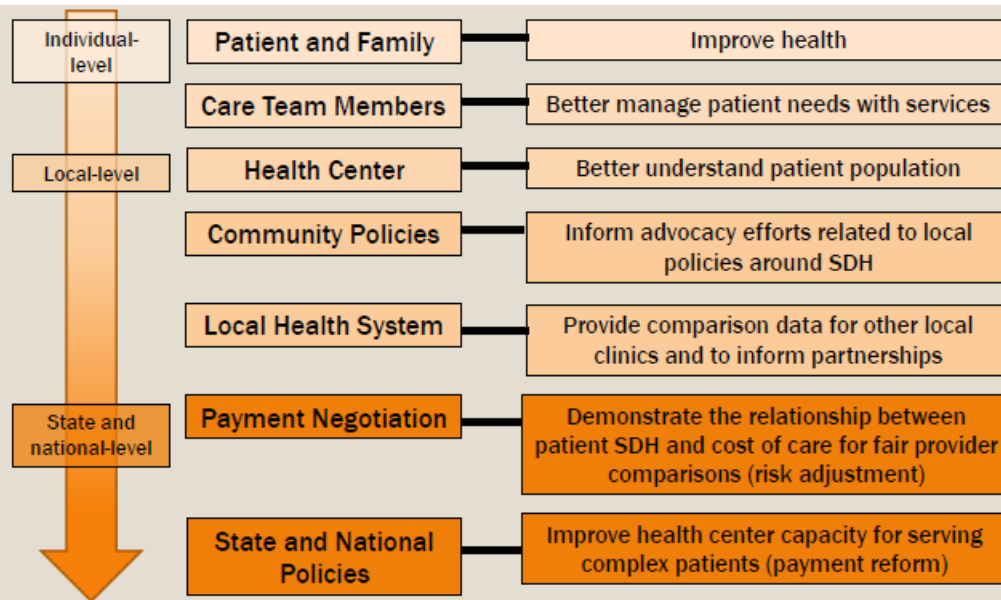 Individual-
level
Patient and Family
Improve health
Care Team Members
Better manage patient needs with services
Local-level
Health Center
Better understand patient population
Community Policies
Inform advocacy efforts related to local
policies around SDH
Local Health System
Provide comparison data for other local
clinics and to inform partnerships
State and
national-level
Payment Negotiation
Demonstrate the relationship between
patient SDH and cost of care for fair provider
comparisons (risk adjustment)
State and National
Policies
Improve health center capacity for serving
complex patients (payment reform)